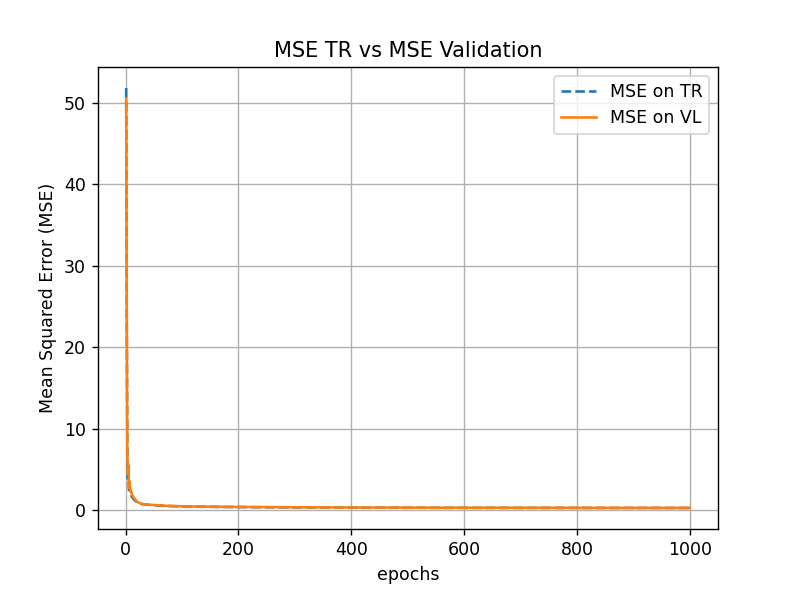 MSE TR vs MSE Validation
MSE on TR
MSE on VL
Mean Squared Error (MSE)
50
40
30
20
10
0
0 200 400 600 800 1000
epochs